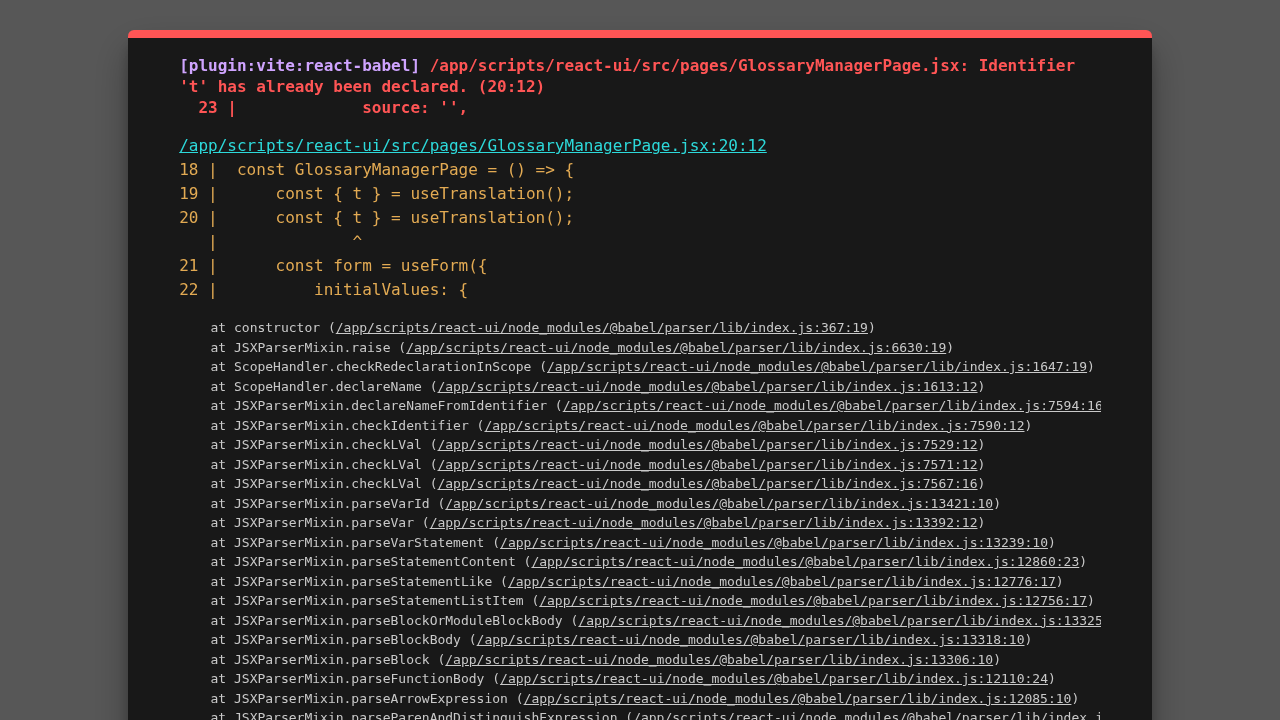 [plugin:vite:react-babel] /app/scripts/react-ui/src/pages/GlossaryManagerPage.jsx: Identifier
't' has already been declared. (20:12)
  23 |             source: '',
/app/scripts/react-ui/src/pages/GlossaryManagerPage.jsx:20:12
18 |  const GlossaryManagerPage = () => {
19 |      const { t } = useTranslation();
20 |      const { t } = useTranslation();
   |              ^
21 |      const form = useForm({
22 |          initialValues: {
at constructor (/app/scripts/react-ui/node_modules/@babel/parser/lib/index.js:367:19)
at JSXParserMixin.raise (/app/scripts/react-ui/node_modules/@babel/parser/lib/index.js:6630:19)
at ScopeHandler.checkRedeclarationInScope (/app/scripts/react-ui/node_modules/@babel/parser/lib/index.js:1647:19)
at ScopeHandler.declareName (/app/scripts/react-ui/node_modules/@babel/parser/lib/index.js:1613:12)
at JSXParserMixin.declareNameFromIdentifier (/app/scripts/react-ui/node_modules/@babel/parser/lib/index.js:7594:16
at JSXParserMixin.checkIdentifier (/app/scripts/react-ui/node_modules/@babel/parser/lib/index.js:7590:12)
at JSXParserMixin.checkLVal (/app/scripts/react-ui/node_modules/@babel/parser/lib/index.js:7529:12)
at JSXParserMixin.checkLVal (/app/scripts/react-ui/node_modules/@babel/parser/lib/index.js:7571:12)
at JSXParserMixin.checkLVal (/app/scripts/react-ui/node_modules/@babel/parser/lib/index.js:7567:16)
at JSXParserMixin.parseVarId (/app/scripts/react-ui/node_modules/@babel/parser/lib/index.js:13421:10)
at JSXParserMixin.parseVar (/app/scripts/react-ui/node_modules/@babel/parser/lib/index.js:13392:12)
at JSXParserMixin.parseVarStatement (/app/scripts/react-ui/node_modules/@babel/parser/lib/index.js:13239:10)
at JSXParserMixin.parseStatementContent (/app/scripts/react-ui/node_modules/@babel/parser/lib/index.js:12860:23)
at JSXParserMixin.parseStatementLike (/app/scripts/react-ui/node_modules/@babel/parser/lib/index.js:12776:17)
at JSXParserMixin.parseStatementListItem (/app/scripts/react-ui/node_modules/@babel/parser/lib/index.js:12756:17)
at JSXParserMixin.parseBlockOrModuleBlockBody (/app/scripts/react-ui/node_modules/@babel/parser/lib/index.js:13325
at JSXParserMixin.parseBlockBody (/app/scripts/react-ui/node_modules/@babel/parser/lib/index.js:13318:10)
at JSXParserMixin.parseBlock (/app/scripts/react-ui/node_modules/@babel/parser/lib/index.js:13306:10)
at JSXParserMixin.parseFunctionBody (/app/scripts/react-ui/node_modules/@babel/parser/lib/index.js:12110:24)
at JSXParserMixin.parseArrowExpression (/app/scripts/react-ui/node_modules/@babel/parser/lib/index.js:12085:10)
at JSXParserMixin.parseParenAndDistinguishExpression (/app/scripts/react-ui/node_modules/@babel/parser/lib/index.j